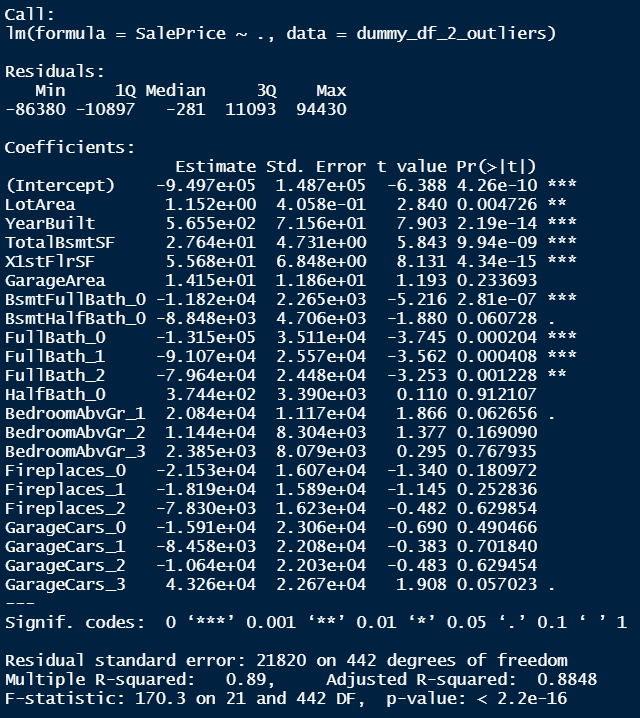 Call:
lm(formula = SalePrice ~ ., data = dummy_df_2_outliers)
Residuals:
Min 1Q Median 3Q Max
-86380 -10897 -281 11093 94430
Coefficients:
Estimate Std. Error t value Pr(>|t|)
(Intercept) -9.497e+05 1.487e+05 -6.388 4.26e-10 ***
LotArea 1.152e+00 4.058e-01 2.840 0.004726 **
YearBuilt 5.655e+02 7.156e+01 7.903 2.19e-14 ***
TotalBsmtSF 2.764e+01 4.731e+00 5.843 9.94e-09 ***
X1stFlrSF 5.568e+01 6.848e+00 8.131 4.34e-15 ***
GarageArea 1.415e+01 1.186e+01 1.193 0.233693
BsmtFullBath_0 -1.182e+04 2.265e+03 -5.216 2.81e-07 ***
BsmtHalfBath_0 -8.848e+03 4.706e+03 -1.880 0.060728 .
FullBath_0 -1.315e+05 3.511e+04 -3.745 0.000204 ***
FullBath_1 -9.107e+04 2.557e+04 -3.562 0.000408 ***
FullBath_2 -7.964e+04 2.448e+04 -3.253 0.001228 **
HalfBath_0 3.744e+02 3.390e+03 0.110 0.912107
BedroomAbvGr_1 2.084e+04 1.117e+04 1.866 0.062656 .
BedroomAbvGr_2 1.144e+04 8.304e+03 1.377 0.169090
BedroomAbvGr_3 2.385e+03 8.079e+03 0.295 0.767935
Fireplaces_0 -2.153e+04 1.607e+04 -1.340 0.180972
Fireplaces_1 -1.819e+04 1.589e+04 -1.145 0.252836
Fireplaces_2 -7.830e+03 1.623e+04 -0.482 0.629854
GarageCars_0 -1.591e+04 2.306e+04 -0.690 0.490466
GarageCars_1 -8.458e+03 2.208e+04 -0.383 0.701840
GarageCars_2 -1.064e+04 2.203e+04 -0.483 0.629454
GarageCars_3 4.326e+04 2.267e+04 1.908 0.057023 .
---
Signif. codes: 0 ‘***’ 0.001 ‘**’ 0.01 ‘*’ 0.05 ‘.’ 0.1 ‘ ’ 1
Residual standard error: 21820 on 442 degrees of freedom
Multiple R-squared: 0.89, Adjusted R-squared: 0.8848
F-statistic: 170.3 on 21 and 442 DF, p-value: < 2.2e-16